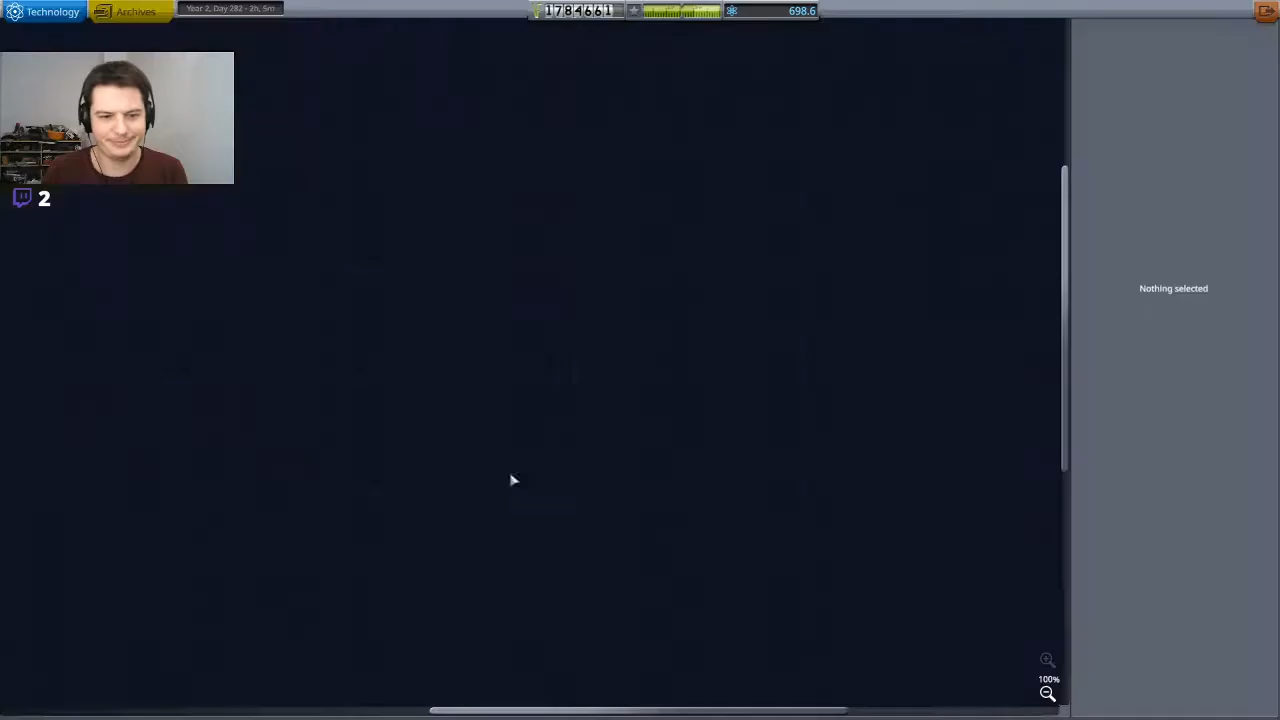 Technology
Archives
Year 2, Day 282 - 2h, 5m
1784661
698.6
2
Nothing selected
100%